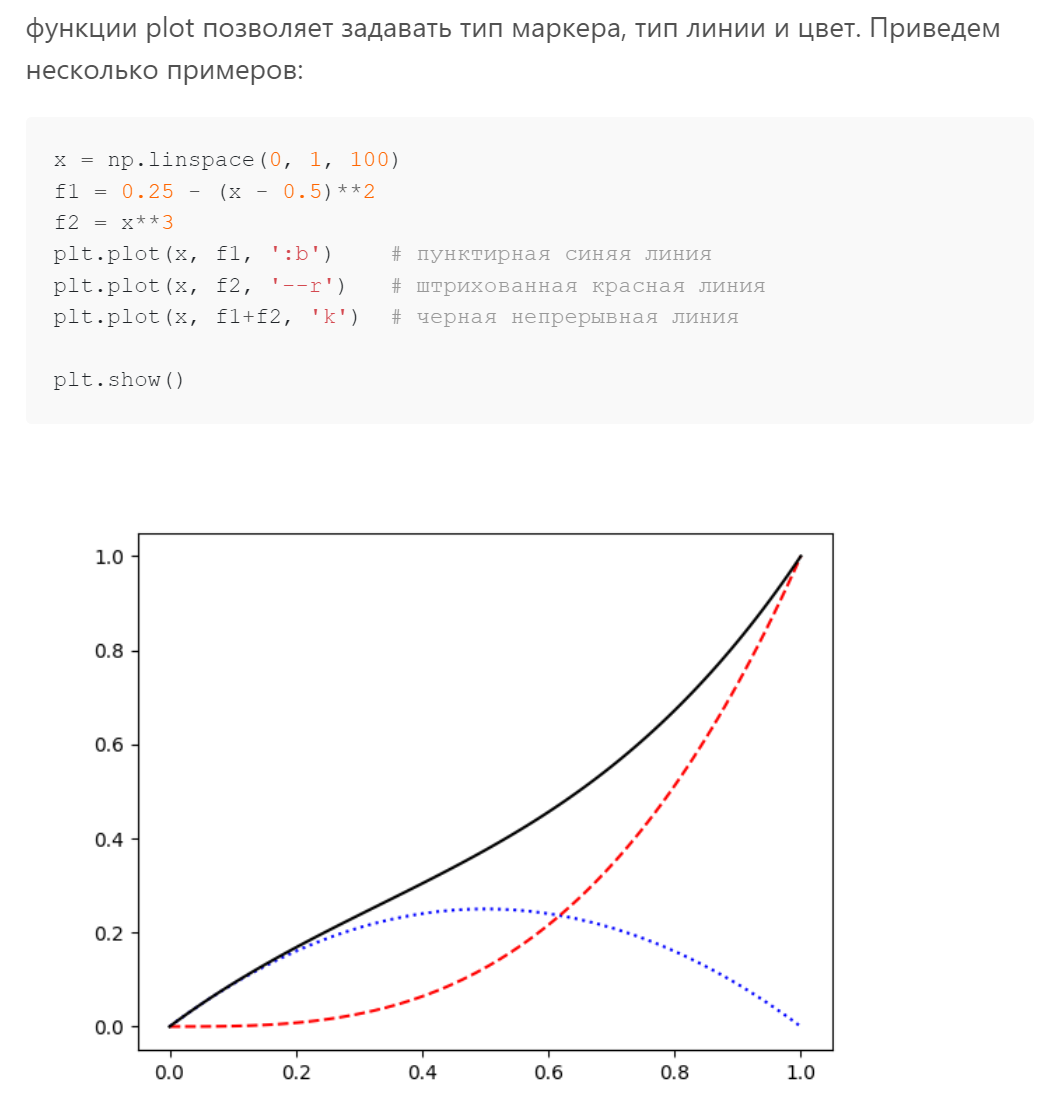 функции plot позволяет задавать тип маркера, тип линии и цвет. Приведем
несколько примеров:
x = np.linspace(0, 1, 100)
f1 = 0.25 - (x - 0.5)**2
f2 = x**3
plt.plot(x, f1, ':b')    # пунктирная синяя линия
plt.plot(x, f2, '--r')   # штрихованная красная линия
plt.plot(x, f1+f2, 'k')  # черная непрерывная линия
plt.show()
1.0
0.8
0.6
0.4
0.2
0.0
0.0 0.2 0.4 0.6 0.8 1.0